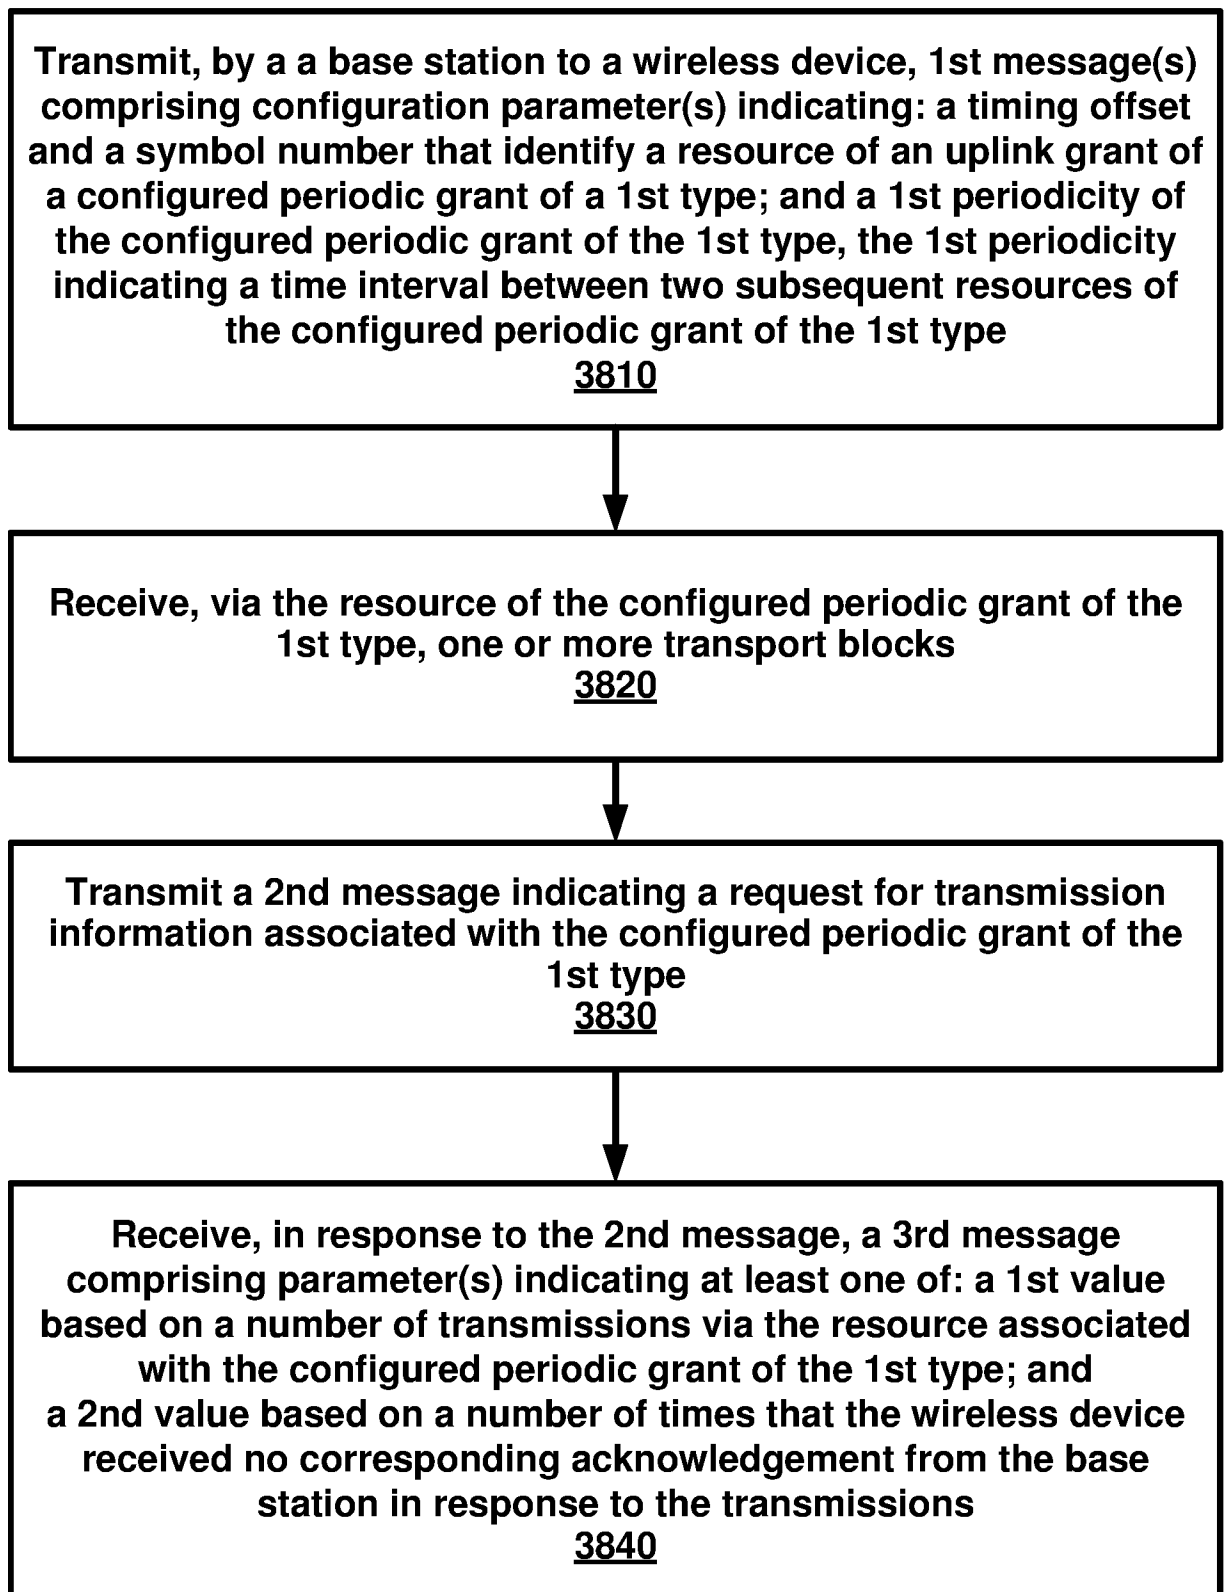 Transmit, by a a base station to a wireless device, 1st message(s)
comprising configuration parameter(s) indicating: a timing offset
and a symbol number that identify a resource of an uplink grant of
a configured periodic grant of a 1st type; and a 1st periodicity of
the configured periodic grant of the 1st type, the 1st periodicity
indicating a time interval between two subsequent resources of
the configured periodic grant of the 1st type
3810
Receive, via the resource of the configured periodic grant of the
1st type, one or more transport blocks
3820
Transmit a 2nd message indicating a request for transmission
information associated with the configured periodic grant of the
1st type
3830
Receive, in response to the 2nd message, a 3rd message
comprising parameter(s) indicating at least one of: a 1st value
based on a number of transmissions via the resource associated
with the configured periodic grant of the 1st type; and
a 2nd value based on a number of times that the wireless device
received no corresponding acknowledgement from the base
station in response to the transmissions
3840